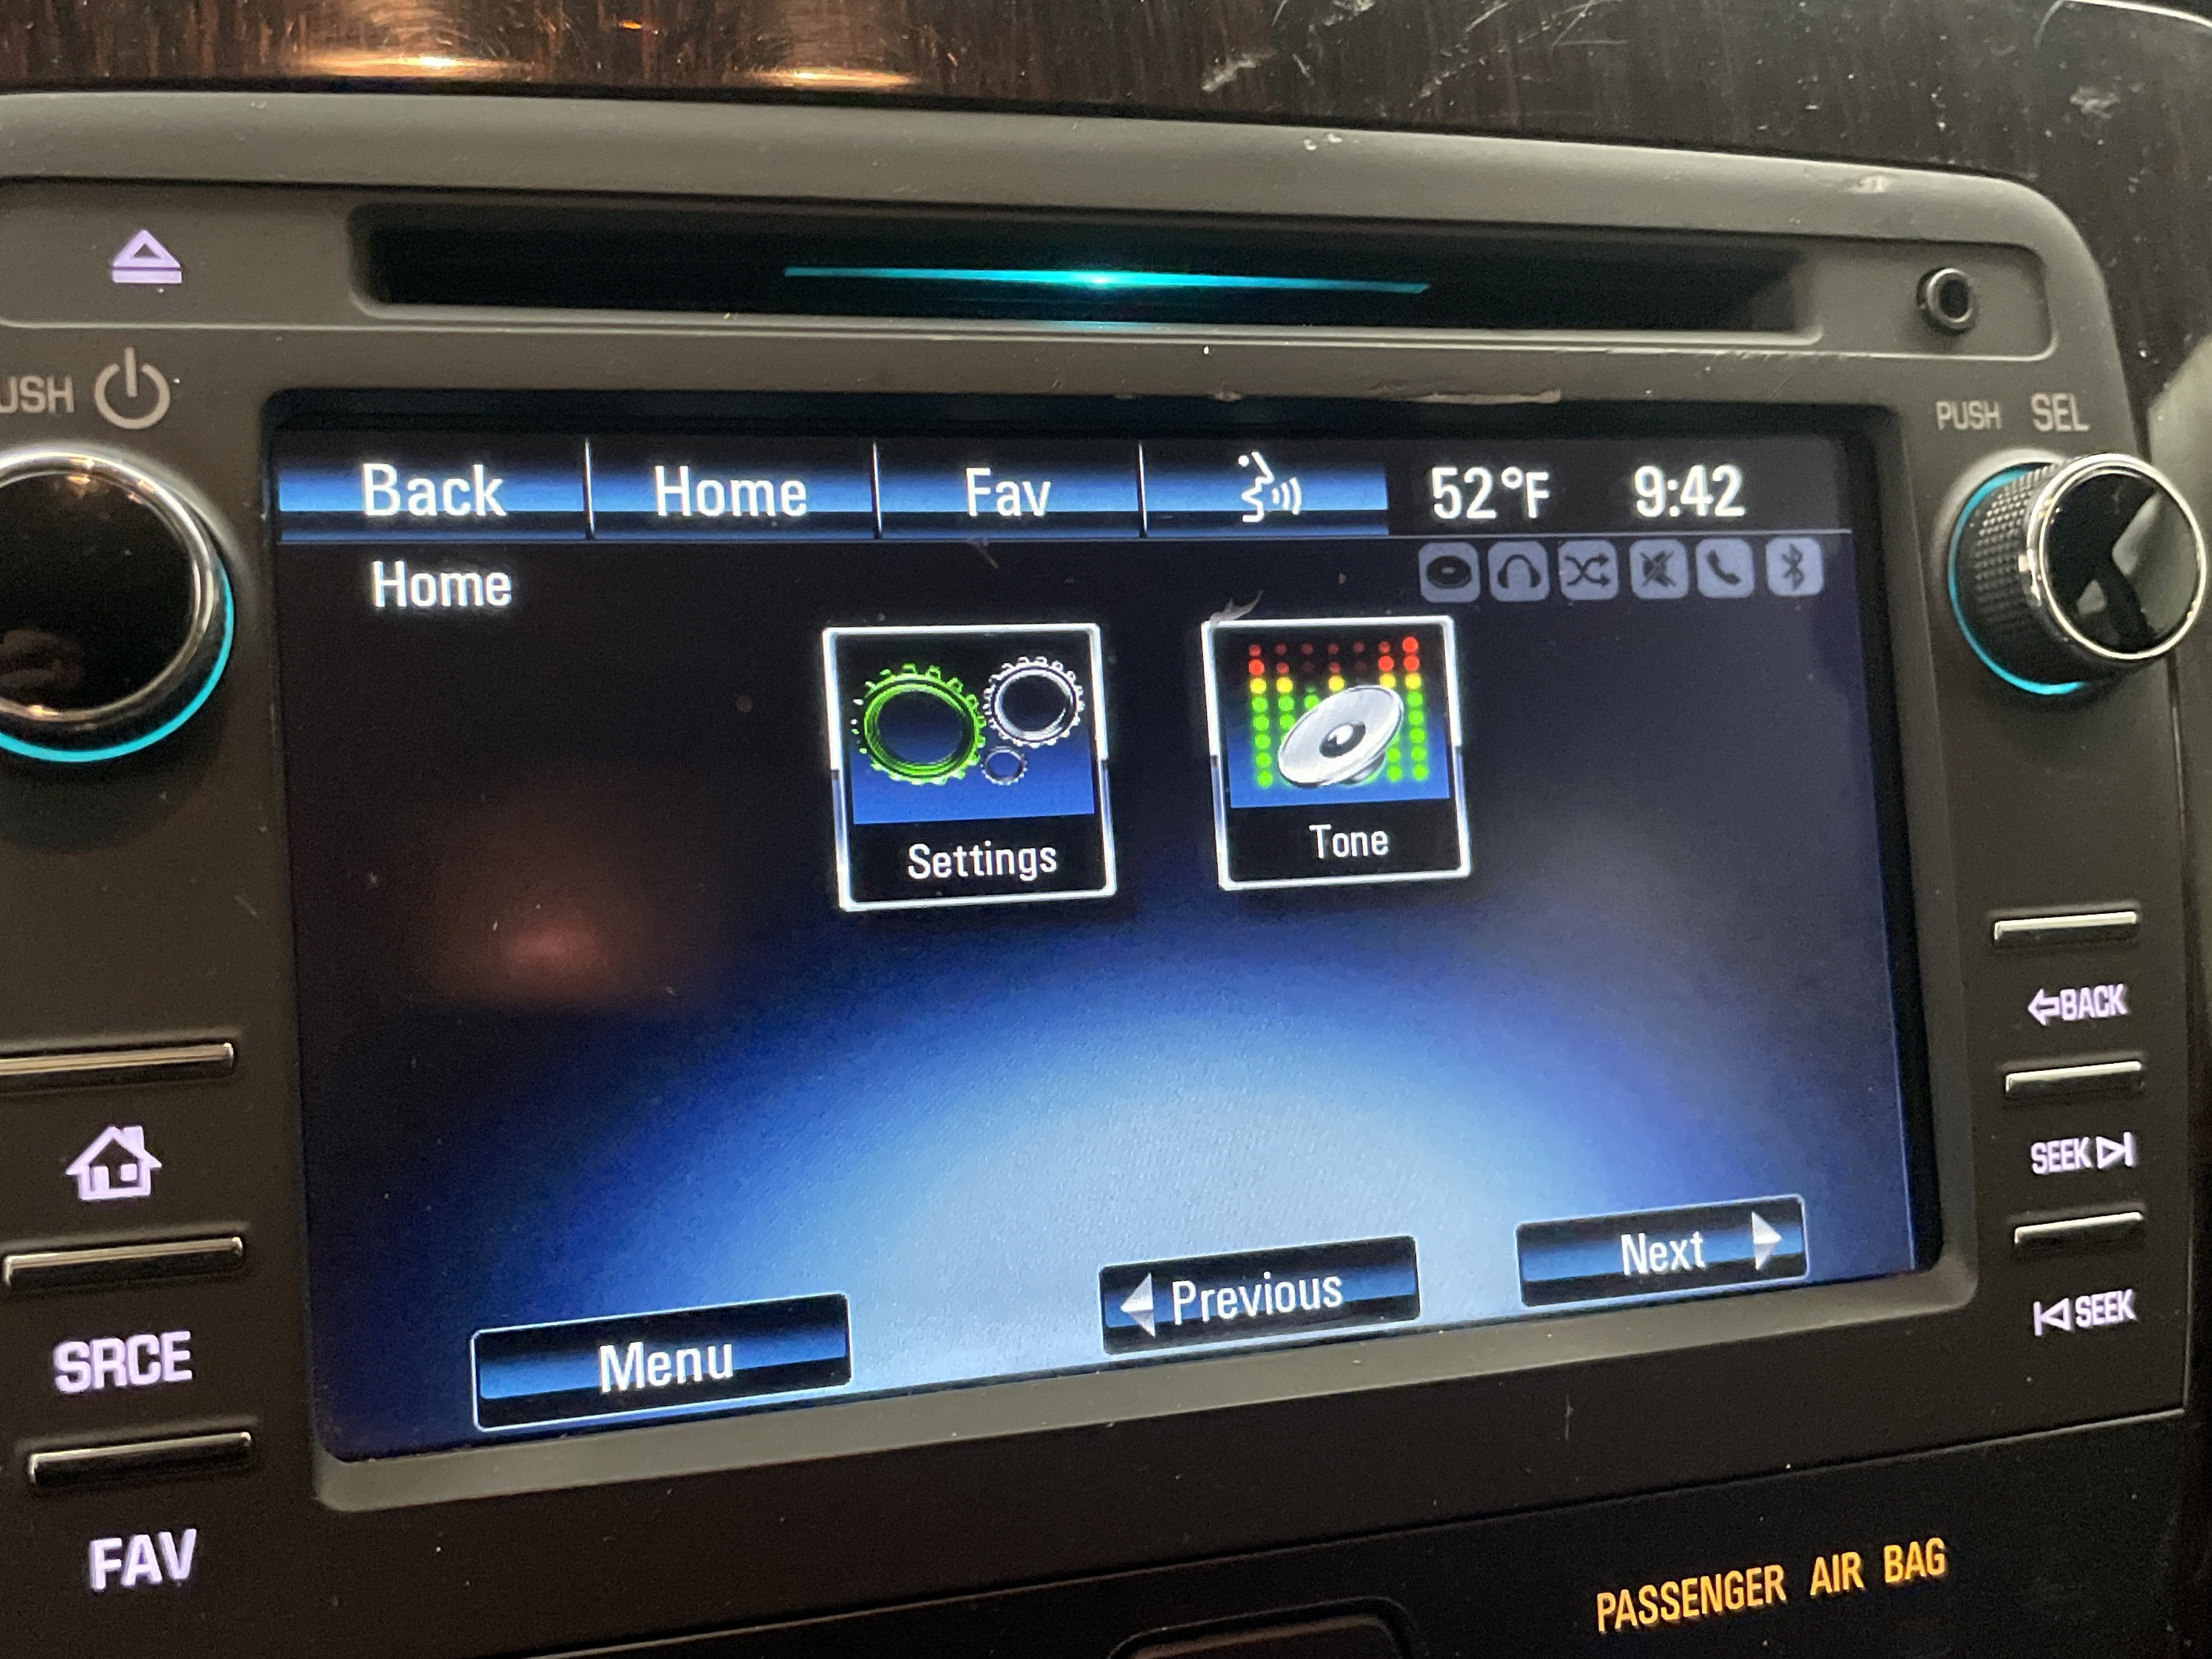 USH
PUSH SEL
Back Home Fav 52°F 9:42
Home
Settings Tone
BACK
SEEK
SEEK
Menu Previous Next
SRCE
FAV
PASSENGER AIR BAG